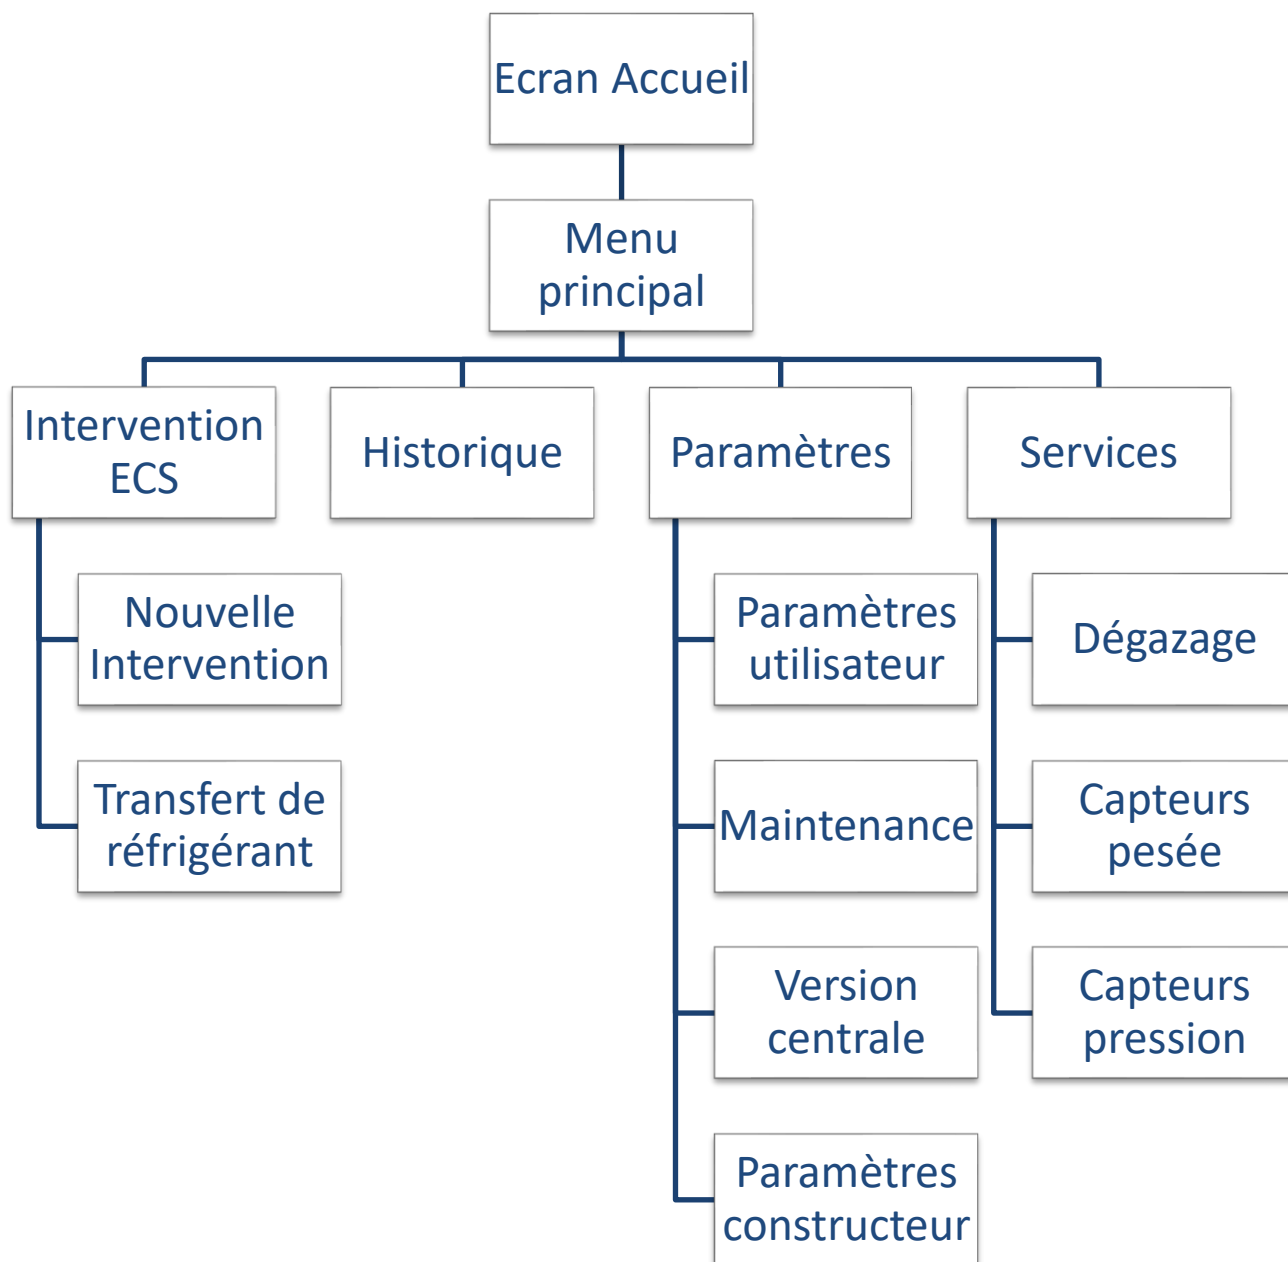 Ecran Accueil
Menu
principal
Intervention
ECS
Historique
Paramètres
Services
Nouvelle
Intervention
Transfert de
réfrigérant
Paramètres
utilisateur
Maintenance
Version
centrale
Paramètres
constructeur
Dégazage
Capteurs
pesée
Capteurs
pression